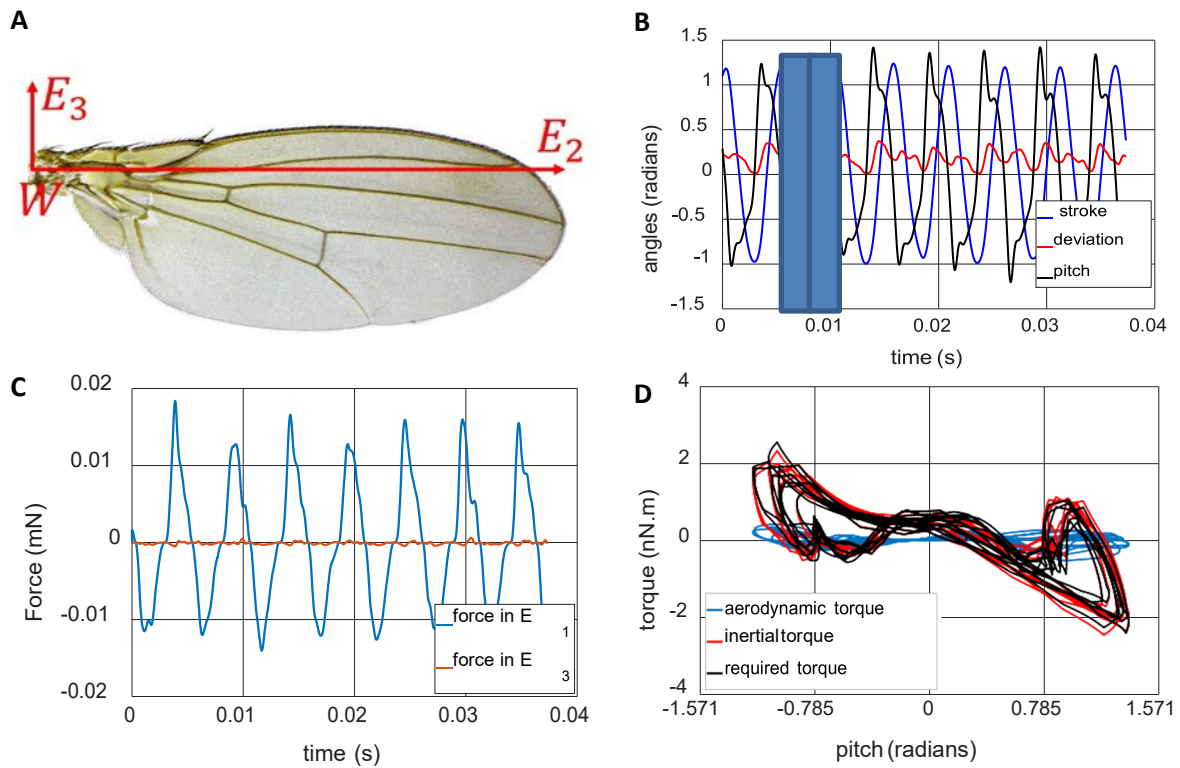 A
E3
E2
W
B
1.5
1
0.5
0
-0.5
-1
-1.5
angles (radians)
stroke
deviation
pitch
0 0.01 0.02 0.03 0.04
time (s)
C
0.02
0.01
0
-0.01
-0.02
Force (mN)
force in E
1
force in E
3
0 0.01 0.02 0.03 0.04
time (s)
D
4
2
0
-2
-4
torque (nN.m)
aerodynamic torque
inertial torque
required torque
-1.571 -0.785 0 0.785 1.571
pitch (radians)